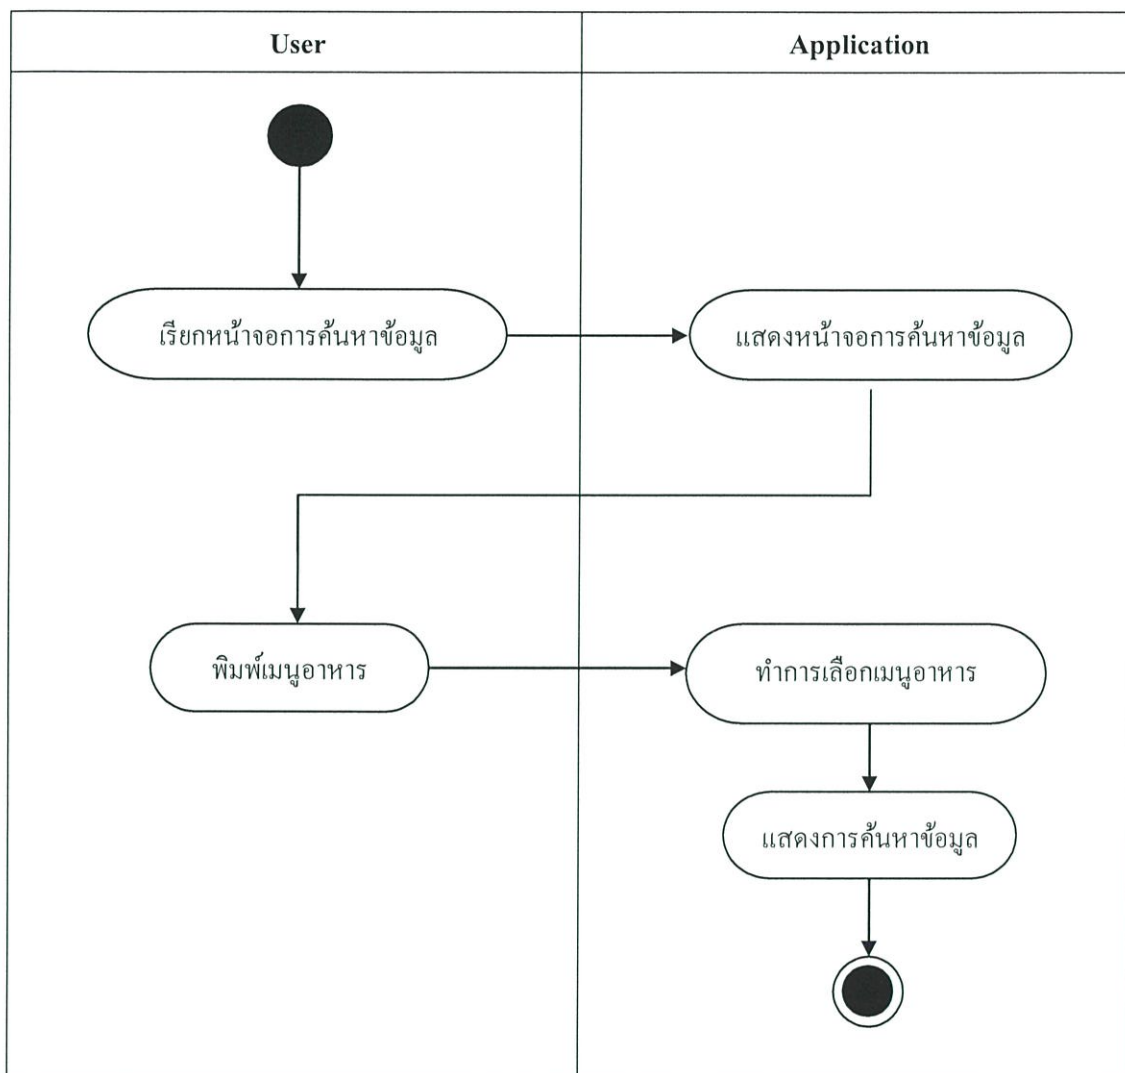 User
Application
เรียกหน้าจอการค้นหาข้อมูล
แสดงหน้าจอการค้นหาข้อมูล
พิมพ์เมนูอาหาร
ทำการเลือกเมนูอาหาร
แสดงการค้นหาข้อมูล